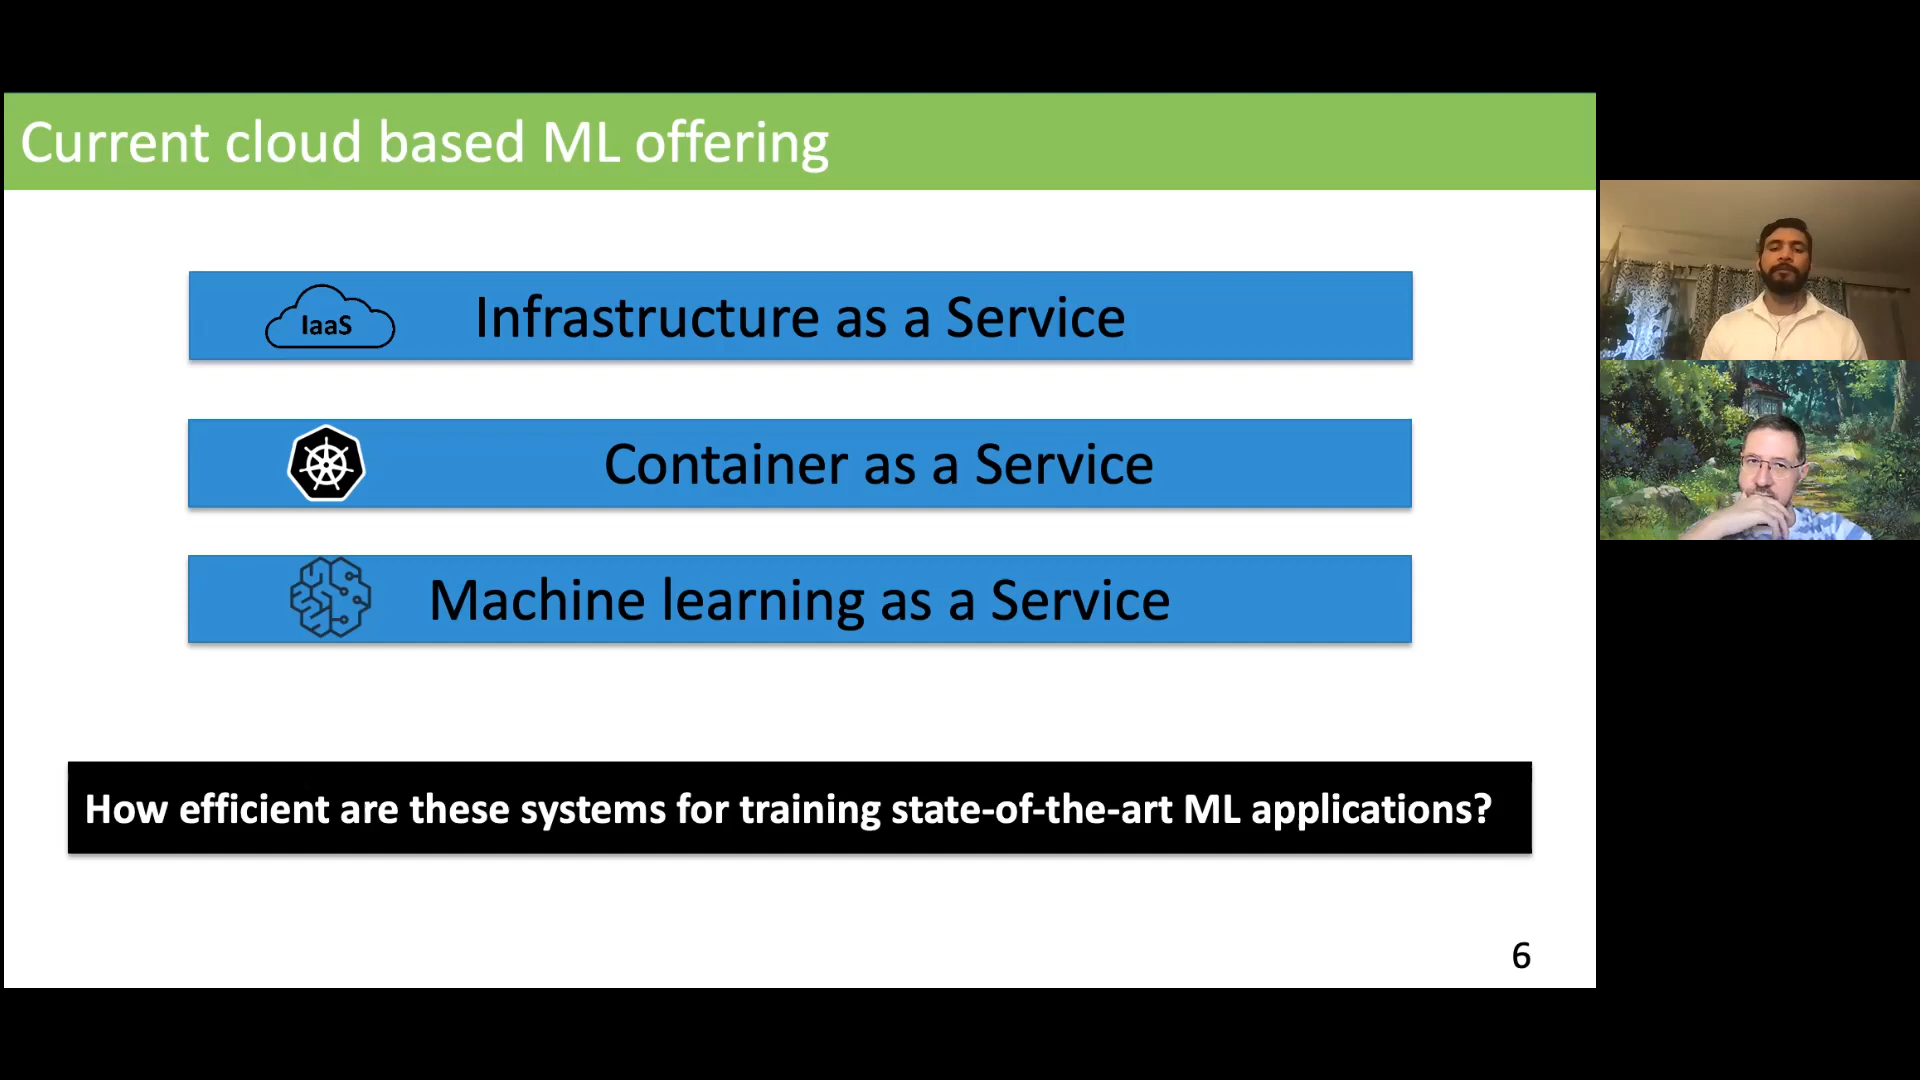 Current cloud based ML offering
IaaS
Infrastructure as a Service
Container as a Service
Machine learning as a Service
How efficient are these systems for training state-of-the-art ML applications?
6